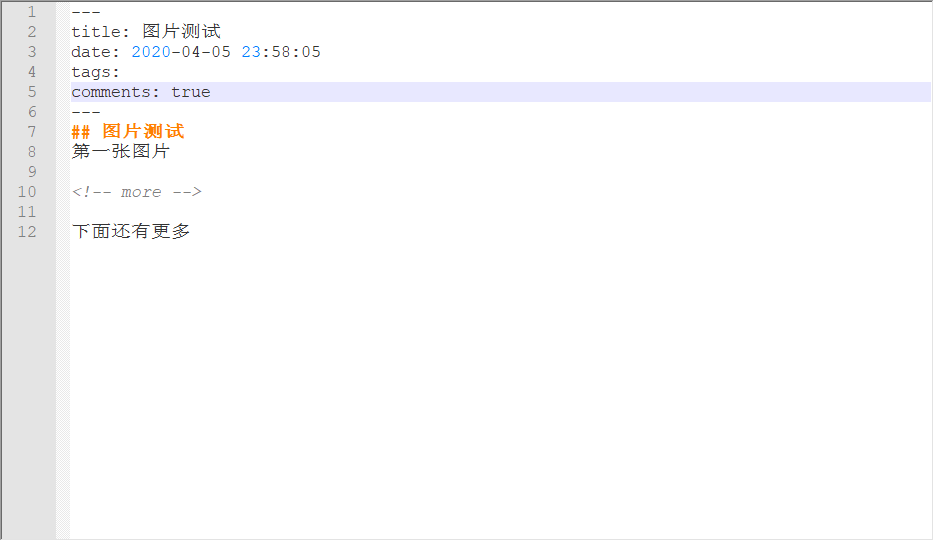 1 ---
2 title: 图片测试
3 date: 2020-04-05 23:58:05
4 tags:
5 comments: true
6 ---
7 ## 图片测试
8 第一张图片
9
10 <!-- more -->
11
12 下面还有更多